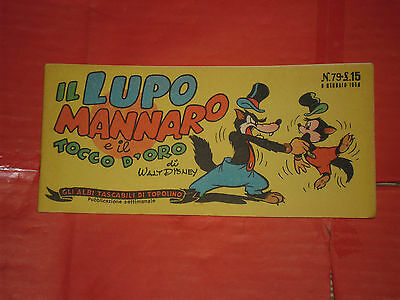 IL LUPO
MANNARO
e il
TOCCO D'ORO
di
WALT DISNEY
N.79-L.15
GLI ALBI TASCABILI DI TOPOLINO
Pubblicazione settimanale